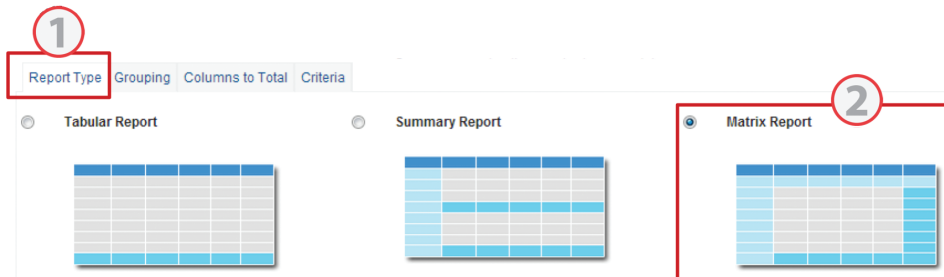 1
Report Type Grouping Columns to Total Criteria
2
Tabular Report Summary Report Matrix Report